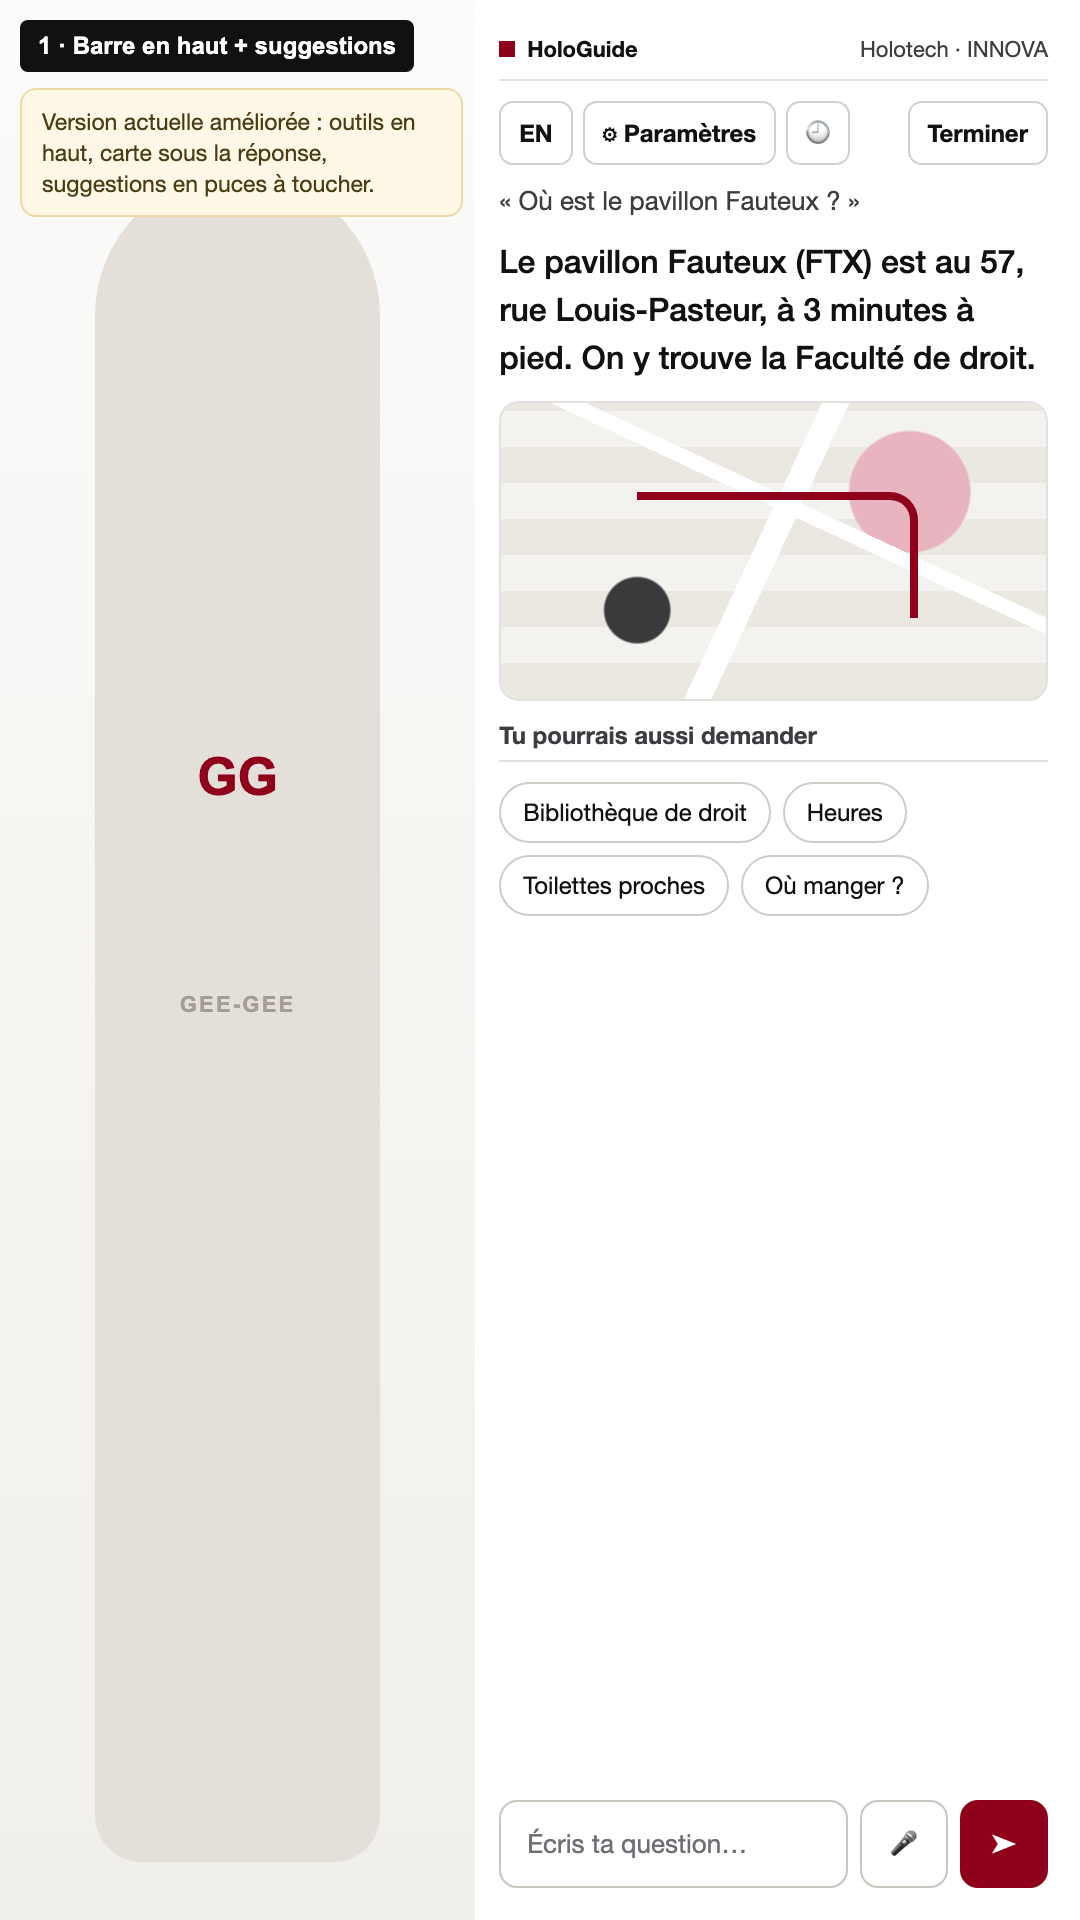 1 · Barre en haut + suggestions
Version actuelle améliorée : outils en
haut, carte sous la réponse,
suggestions en puces à toucher.
GG
GEE-GEE
HoloGuide
Holotech · INNOVA
EN
⚙ Paramètres
Terminer
« Où est le pavillon Fauteux ? »
Le pavillon Fauteux (FTX) est au 57,
rue Louis-Pasteur, à 3 minutes à
pied. On y trouve la Faculté de droit.
Tu pourrais aussi demander
Bibliothèque de droit
Heures
Toilettes proches
Où manger ?
Écris ta question…